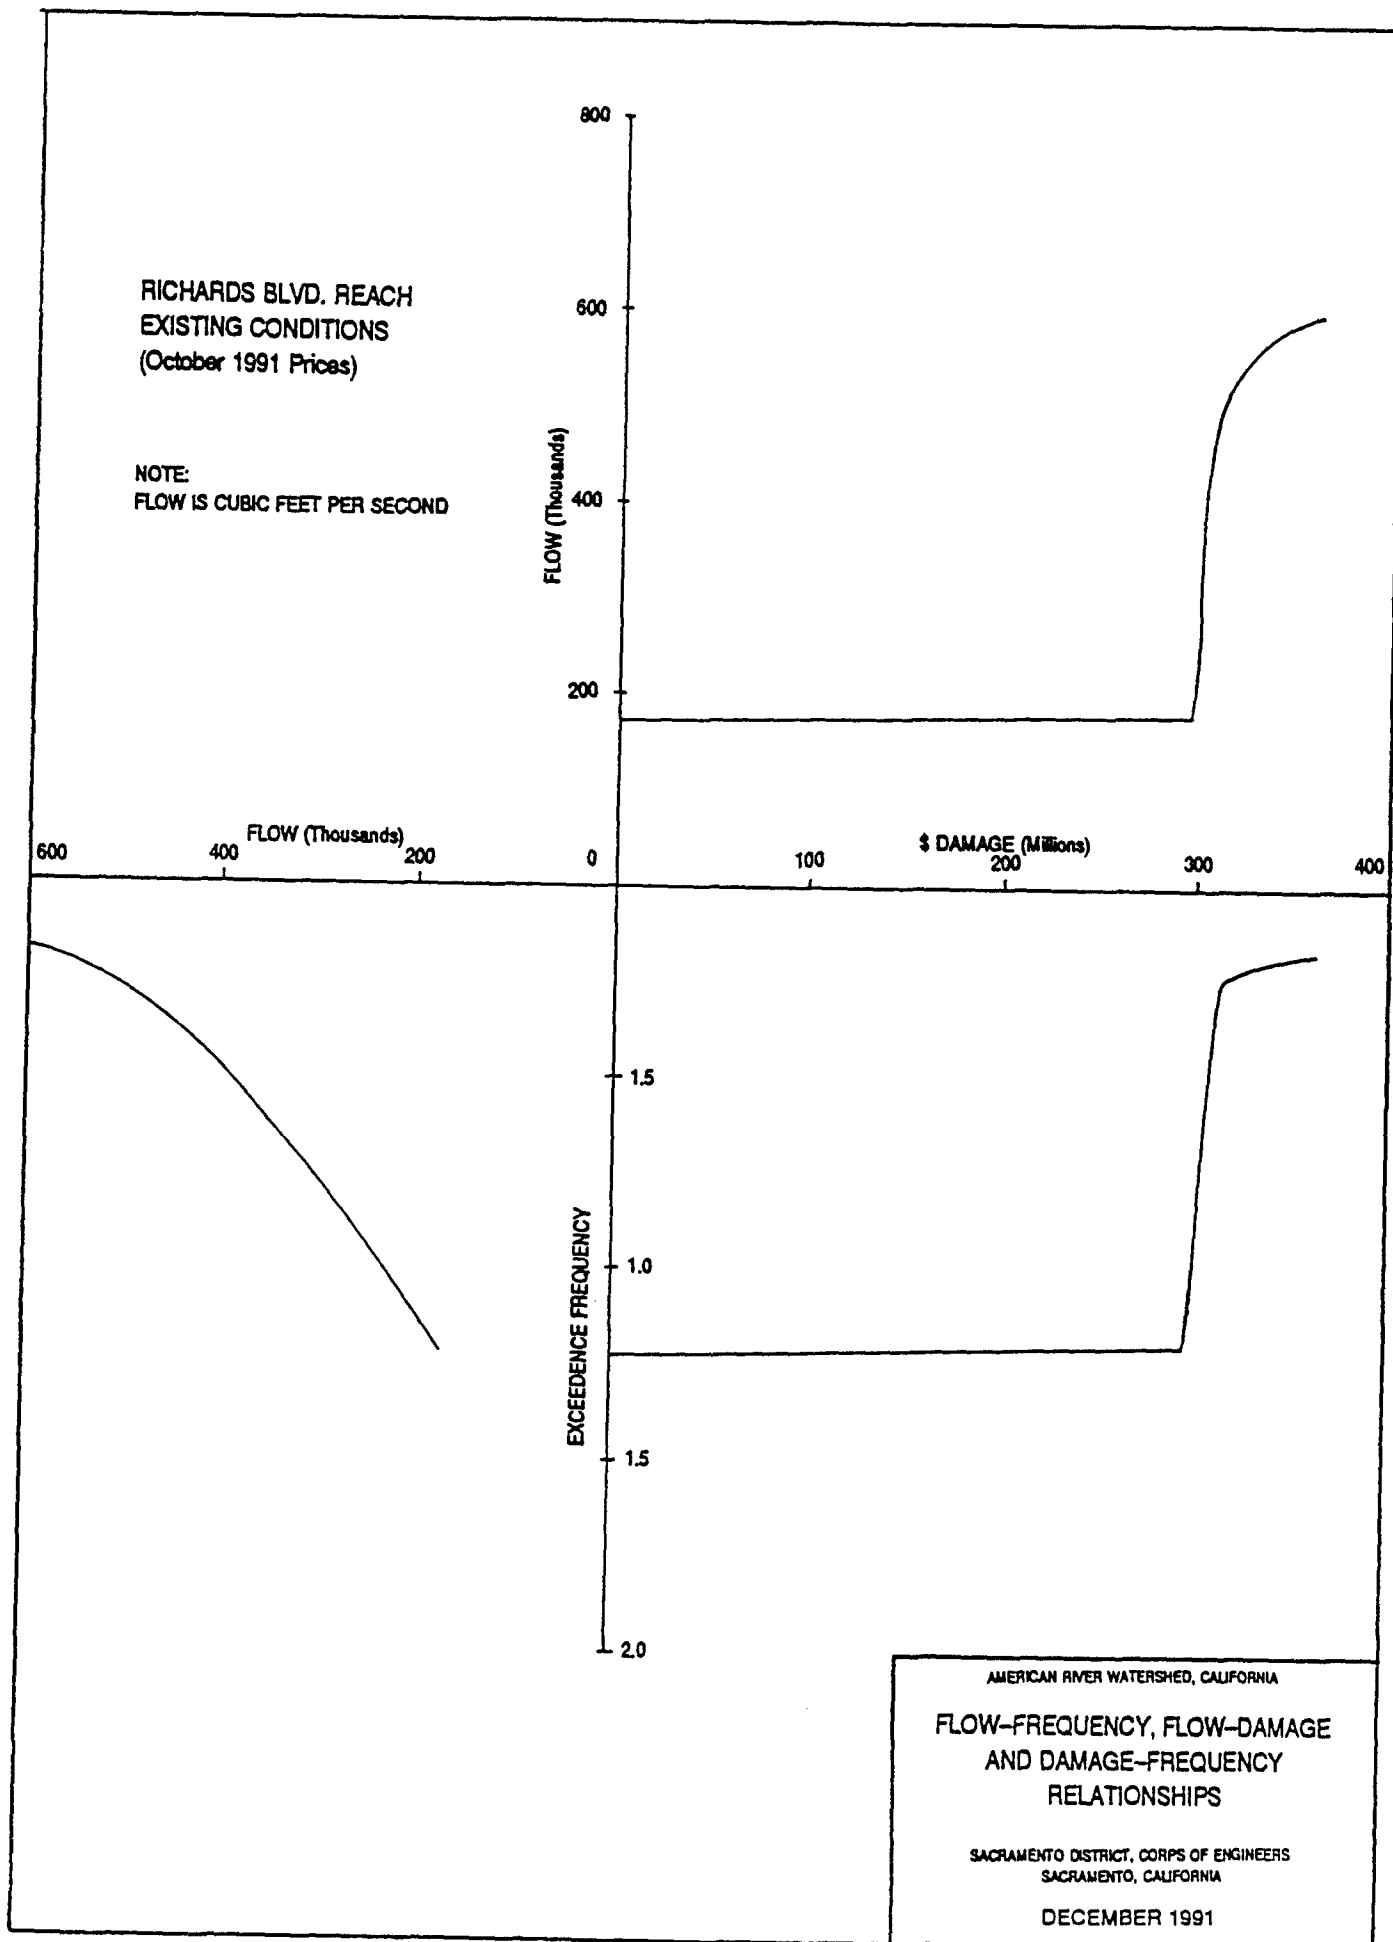 800
RICHARDS BLVD. REACH
EXISTING CONDITIONS
(October 1991 Prices)
600
NOTE:
FLOW IS CUBIC FEET PER SECOND
FLOW (Thousands)
400
200
FLOW (Thousands)
600
400
200
0
$ DAMAGE (Millions)
100
200
300
400
1.5
EXCEEDENCE FREQUENCY
1.0
1.5
2.0
AMERICAN RIVER WATERSHED, CALIFORNIA
FLOW–FREQUENCY, FLOW–DAMAGE
AND DAMAGE–FREQUENCY
RELATIONSHIPS
SACRAMENTO DISTRICT, CORPS OF ENGINEERS
SACRAMENTO, CALIFORNIA
DECEMBER 1991